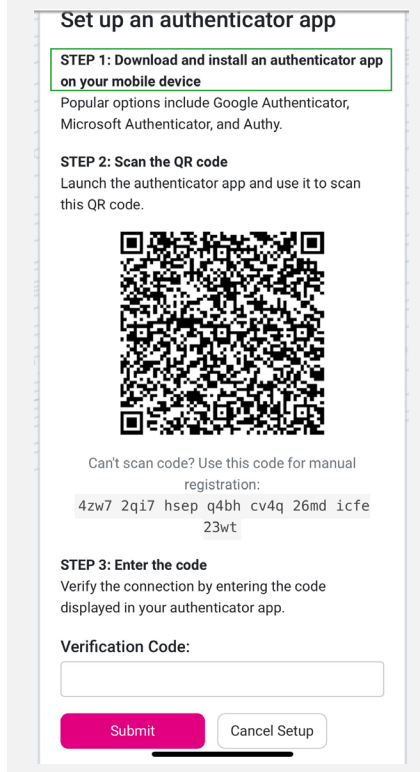 Set up an authenticator app
STEP 1: Download and install an authenticator app
on your mobile device
Popular options include Google Authenticator,
Microsoft Authenticator, and Authy.
STEP 2: Scan the QR code
Launch the authenticator app and use it to scan
this QR code.
Can't scan code? Use this code for manual
registration:
4zw7 2qi7 hsep q4bh cv4q 26md icfe
23wt
STEP 3: Enter the code
Verify the connection by entering the code
displayed in your authenticator app.
Verification Code:
Submit
Cancel Setup